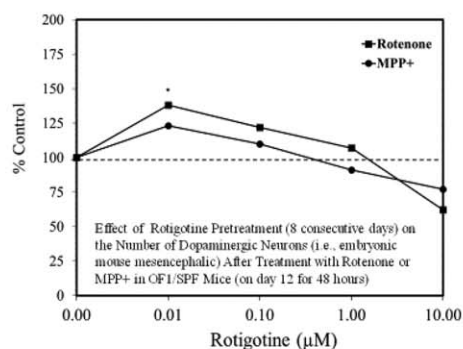 200
175
150
125
100
75
50
25
0
% Control
Rotenone
MPP+
*
Effect of Rotigotine Pretreatment (8 consecutive days) on
the Number of Dopaminergic Neurons (i.e., embryonic
mouse mesencephalic) After Treatment with Rotenone or
MPP+ in OF1/SPF Mice (on day 12 for 48 hours)
0.00 0.01 0.10 1.00 10.00
Rotigotine (µM)